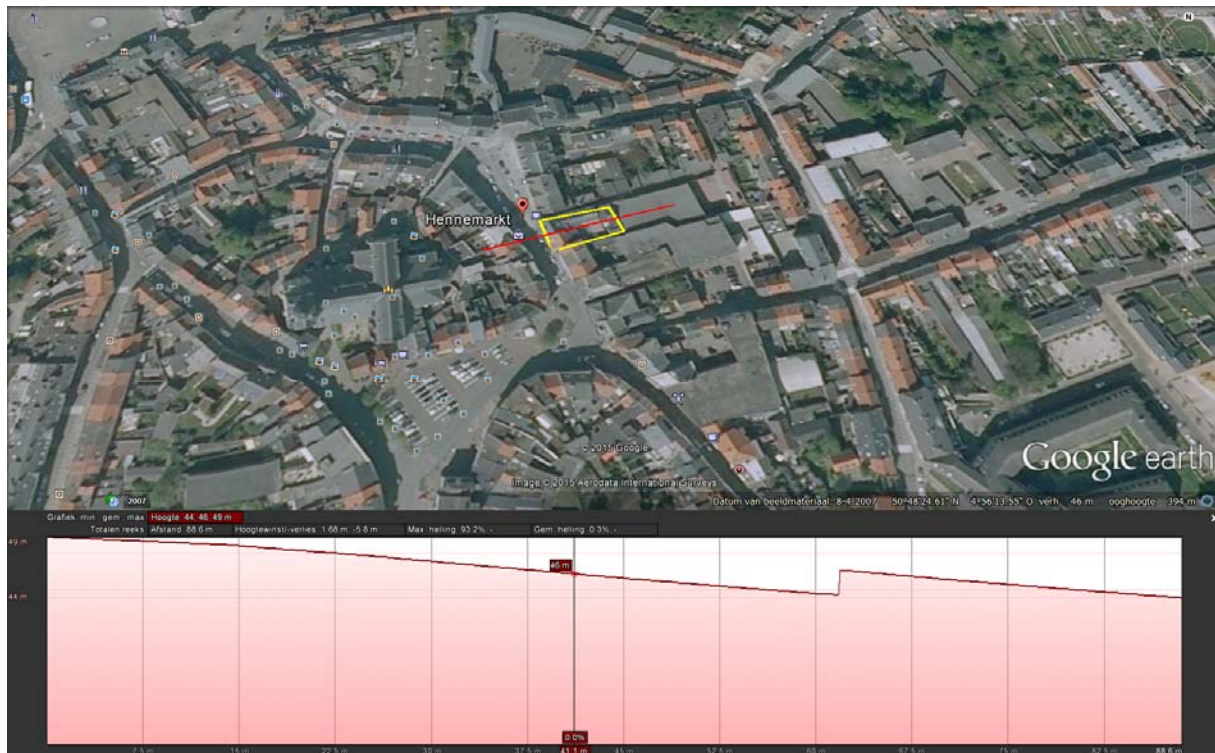 N
Hennemarkt
© 2015 Google
Image © 2015 Aerodata International Surveys
Google earth
2007
Datum van beeldmateriaal: 8-4-2007 50°48'24.61" N 4°56'13.55" O verh. 46 m ooghoogte 394 m
Grafiek min, gem, max Hoogte 44, 46, 49 m
Totalen reeks Afstand 88.6 m Hoogtewinst/-verlies 1.68 m, -5.8 m Max. helling 93.2%, - Gem. helling 0.3%, -
49 m
46 m
44 m
0.0%
7.5 m 15 m 22.5 m 30 m 37.5 m 41.1 m 45 m 52.5 m 60 m 67.5 m 75 m 82.5 m 88.6 m